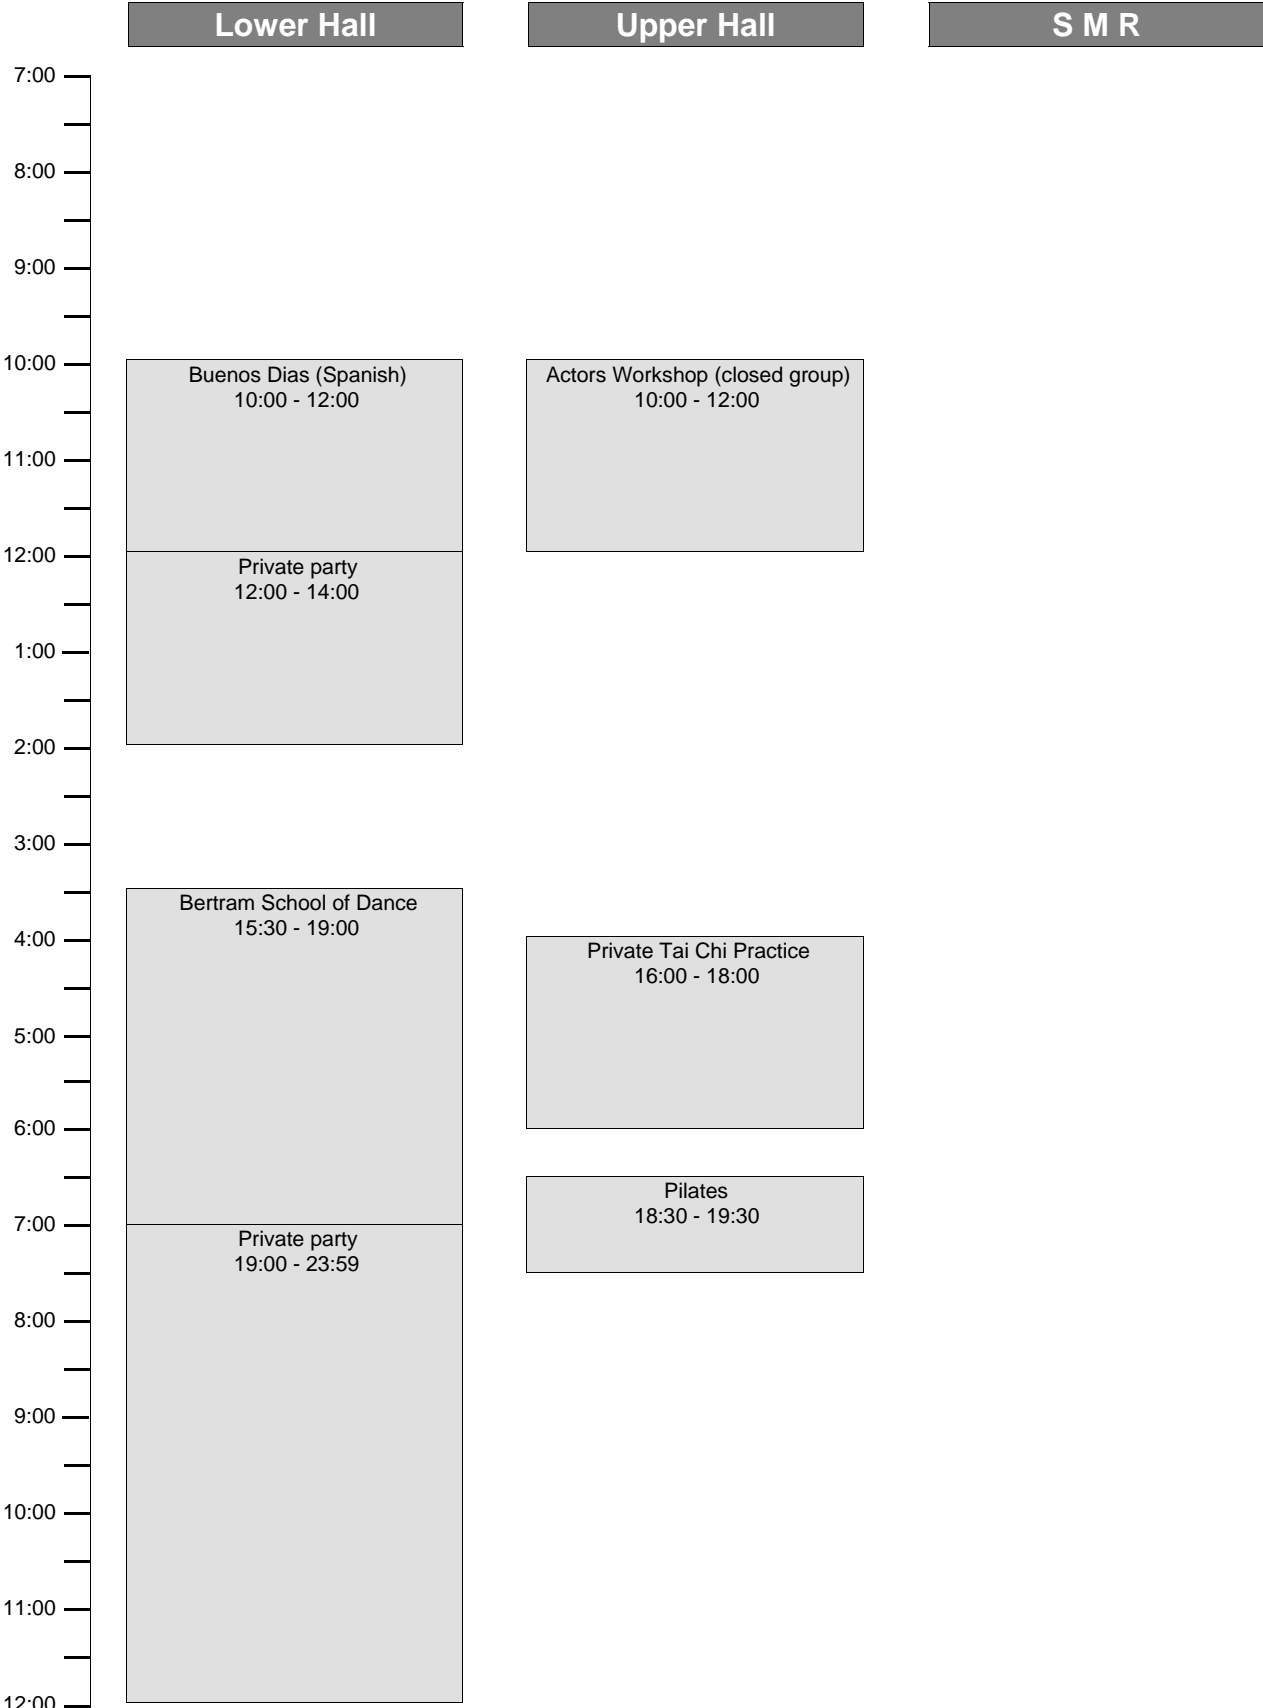 Lower Hall
Upper Hall
S M R
7:00
8:00
9:00
10:00
Buenos Dias (Spanish)
10:00 - 12:00
Actors Workshop (closed group)
10:00 - 12:00
11:00
12:00
Private party
12:00 - 14:00
1:00
2:00
3:00
Bertram School of Dance
15:30 - 19:00
4:00
Private Tai Chi Practice
16:00 - 18:00
5:00
6:00
Pilates
18:30 - 19:30
7:00
Private party
19:00 - 23:59
8:00
9:00
10:00
11:00
12:00